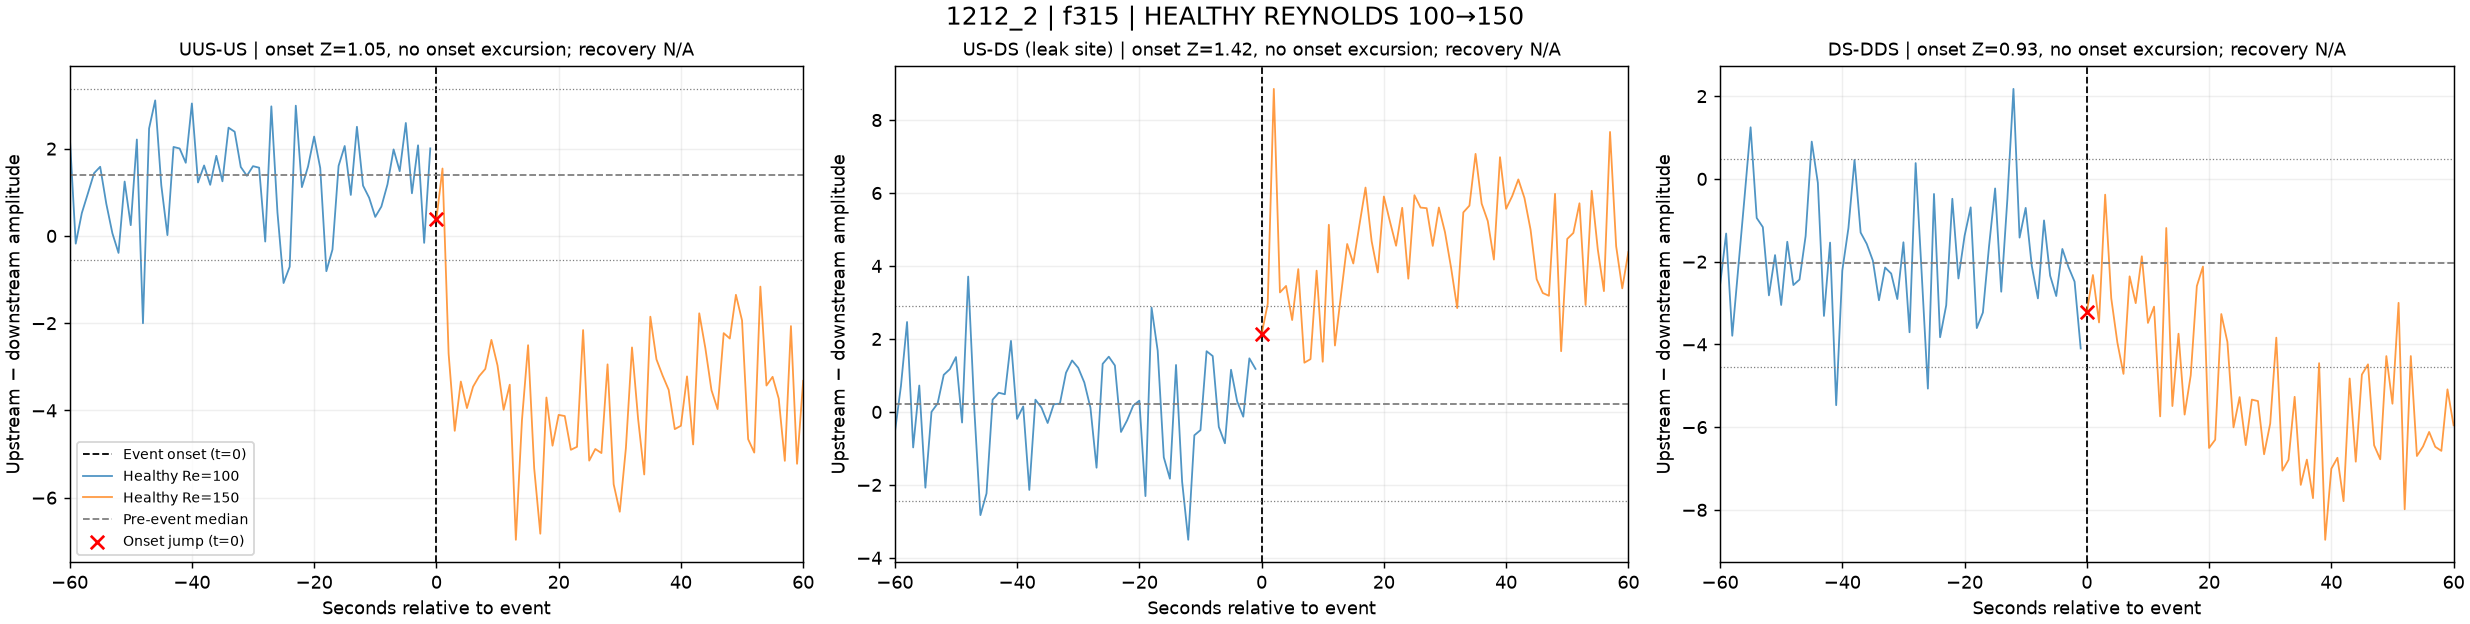 1212_2 | f315 | HEALTHY REYNOLDS 100→150
UUS-US | onset Z=1.05, no onset excursion; recovery N/A
Upstream − downstream amplitude
2
0
−2
−4
−6
Event onset (t=0)
Healthy Re=100
Healthy Re=150
Pre-event median
Onset jump (t=0)
−60
−40
−20
0
20
40
60
Seconds relative to event
US-DS (leak site) | onset Z=1.42, no onset excursion; recovery N/A
Upstream − downstream amplitude
8
6
4
2
0
−2
−4
−60
−40
−20
0
20
40
60
Seconds relative to event
DS-DDS | onset Z=0.93, no onset excursion; recovery N/A
Upstream − downstream amplitude
2
0
−2
−4
−6
−8
−60
−40
−20
0
20
40
60
Seconds relative to event